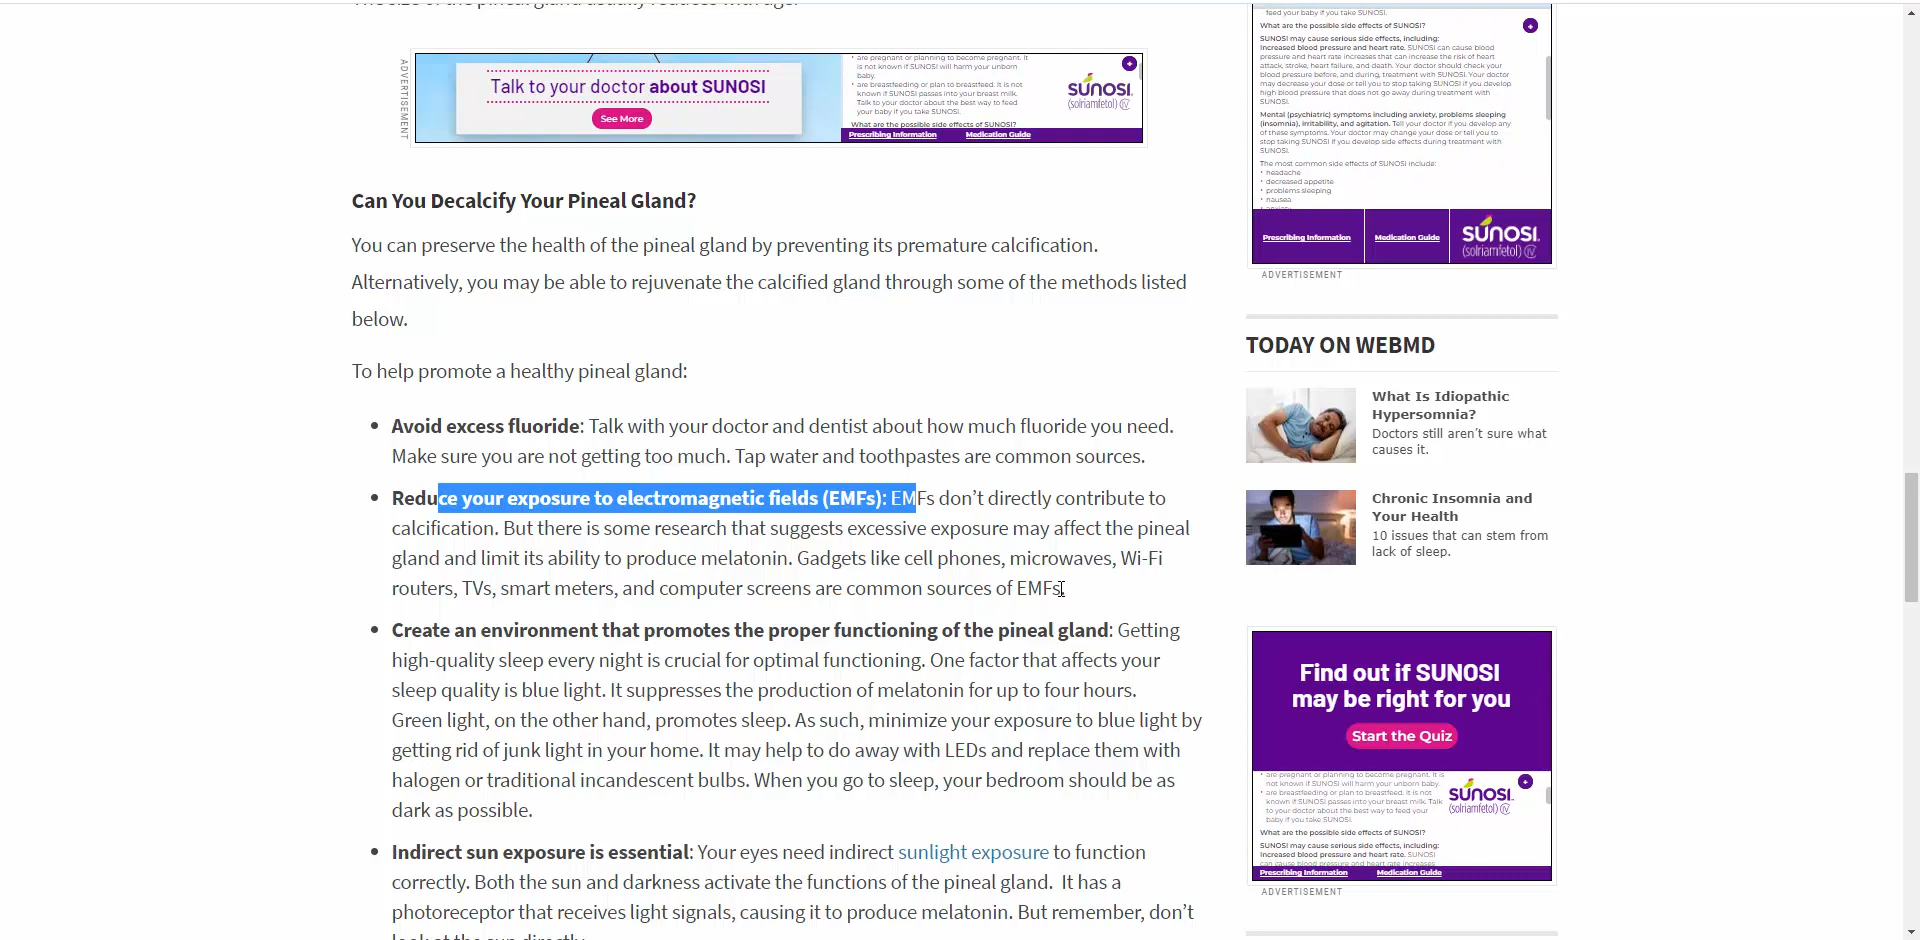 ADVERTISEMENT
Talk to your doctor about SUNOSI
See More
are pregnant or planning to become pregnant. It
is not known if SUNOSI will harm your unborn
baby.
• are breastfeeding or plan to breastfeed. It is not
known if SUNOSI passes into your breast milk.
Talk to your doctor about the best way to feed
your baby if you take SUNOSI.
What are the possible side effects of SUNOSI?
Prescribing Information Medication Guide
sunosi
(solriamfetol) IV
Can You Decalcify Your Pineal Gland?
You can preserve the health of the pineal gland by preventing its premature calcification.
Alternatively, you may be able to rejuvenate the calcified gland through some of the methods listed
below.
To help promote a healthy pineal gland:
• Avoid excess fluoride: Talk with your doctor and dentist about how much fluoride you need.
Make sure you are not getting too much. Tap water and toothpastes are common sources.
• Reduce your exposure to electromagnetic fields (EMFs): EMFs don’t directly contribute to
calcification. But there is some research that suggests excessive exposure may affect the pineal
gland and limit its ability to produce melatonin. Gadgets like cell phones, microwaves, Wi-Fi
routers, TVs, smart meters, and computer screens are common sources of EMFs.
• Create an environment that promotes the proper functioning of the pineal gland: Getting
high-quality sleep every night is crucial for optimal functioning. One factor that affects your
sleep quality is blue light. It suppresses the production of melatonin for up to four hours.
Green light, on the other hand, promotes sleep. As such, minimize your exposure to blue light by
getting rid of junk light in your home. It may help to do away with LEDs and replace them with
halogen or traditional incandescent bulbs. When you go to sleep, your bedroom should be as
dark as possible.
• Indirect sun exposure is essential: Your eyes need indirect sunlight exposure to function
correctly. Both the sun and darkness activate the functions of the pineal gland.  It has a
photoreceptor that receives light signals, causing it to produce melatonin. But remember, don’t
feed your baby if you take SUNOSI.
What are the possible side effects of SUNOSI?
SUNOSI may cause serious side effects, including:
Increased blood pressure and heart rate. SUNOSI can cause blood
pressure and heart rate increases that can increase the risk of heart
attack, stroke, heart failure, and death. Your doctor should check your
blood pressure before, and during, treatment with SUNOSI. Your doctor
may decrease your dose or tell you to stop taking SUNOSI if you develop
high blood pressure that does not go away during treatment with
SUNOSI.
Mental (psychiatric) symptoms including anxiety, problems sleeping
(insomnia), irritability, and agitation. Tell your doctor if you develop any
of these symptoms. Your doctor may change your dose or tell you to
stop taking SUNOSI if you develop side effects during treatment with
SUNOSI.
The most common side effects of SUNOSI include:
• headache
• decreased appetite
• problems sleeping
• nausea
Prescribing Information Medication Guide
sunosi
(solriamfetol) IV
ADVERTISEMENT
TODAY ON WEBMD
What Is Idiopathic
Hypersomnia?
Doctors still aren’t sure what
causes it.
Chronic Insomnia and
Your Health
10 issues that can stem from
lack of sleep.
Find out if SUNOSI
may be right for you
Start the Quiz
• are pregnant or planning to become pregnant. It is
not known if SUNOSI will harm your unborn baby.
• are breastfeeding or plan to breastfeed. It is not
known if SUNOSI passes into your breast milk. Talk
to your doctor about the best way to feed your
baby if you take SUNOSI.
What are the possible side effects of SUNOSI?
SUNOSI may cause serious side effects, including:
Increased blood pressure and heart rate. SUNOSI
can cause blood pressure and heart rate increases
sunosi
(solriamfetol) IV
Prescribing Information Medication Guide
ADVERTISEMENT